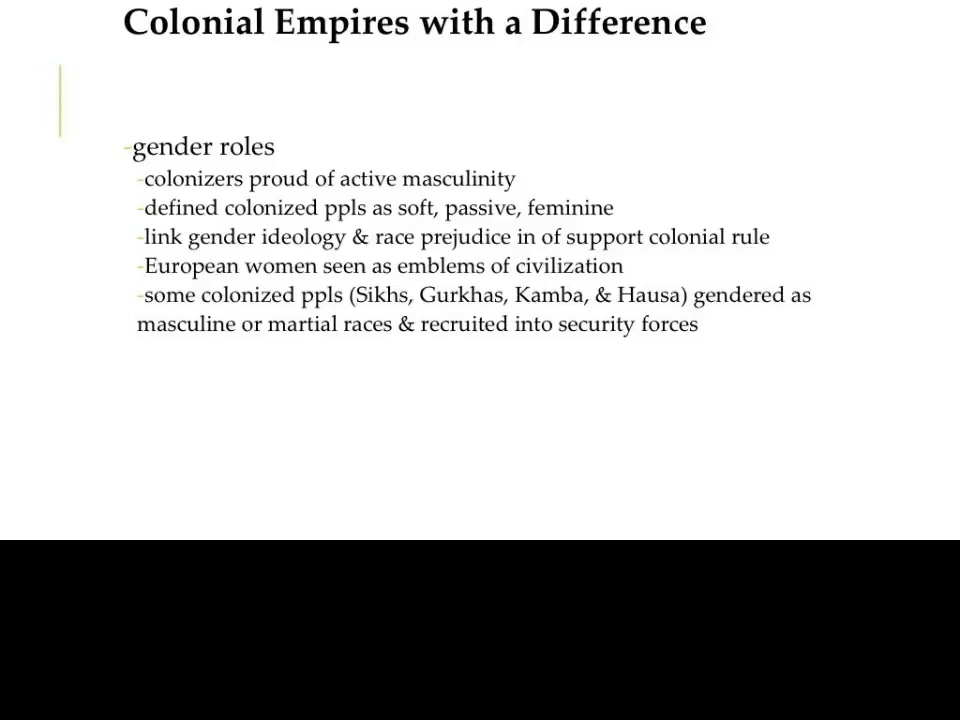 Colonial Empires with a Difference
-gender roles
-colonizers proud of active masculinity
-defined colonized ppls as soft, passive, feminine
-link gender ideology & race prejudice in of support colonial rule
-European women seen as emblems of civilization
-some colonized ppls (Sikhs, Gurkhas, Kamba, & Hausa) gendered as
masculine or martial races & recruited into security forces